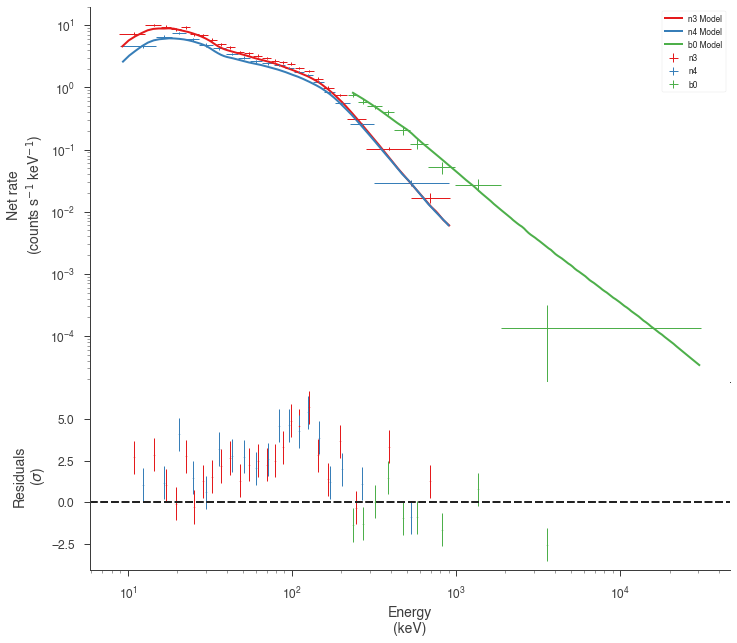 n3 Model
n4 Model
b0 Model
n3
n4
b0
10¹
10⁰
10⁻¹
10⁻²
10⁻³
10⁻⁴
Net rate
(counts s⁻¹ keV⁻¹)
5.0
2.5
0.0
−2.5
Residuals
(σ)
10¹ 10² 10³ 10⁴
Energy
(keV)